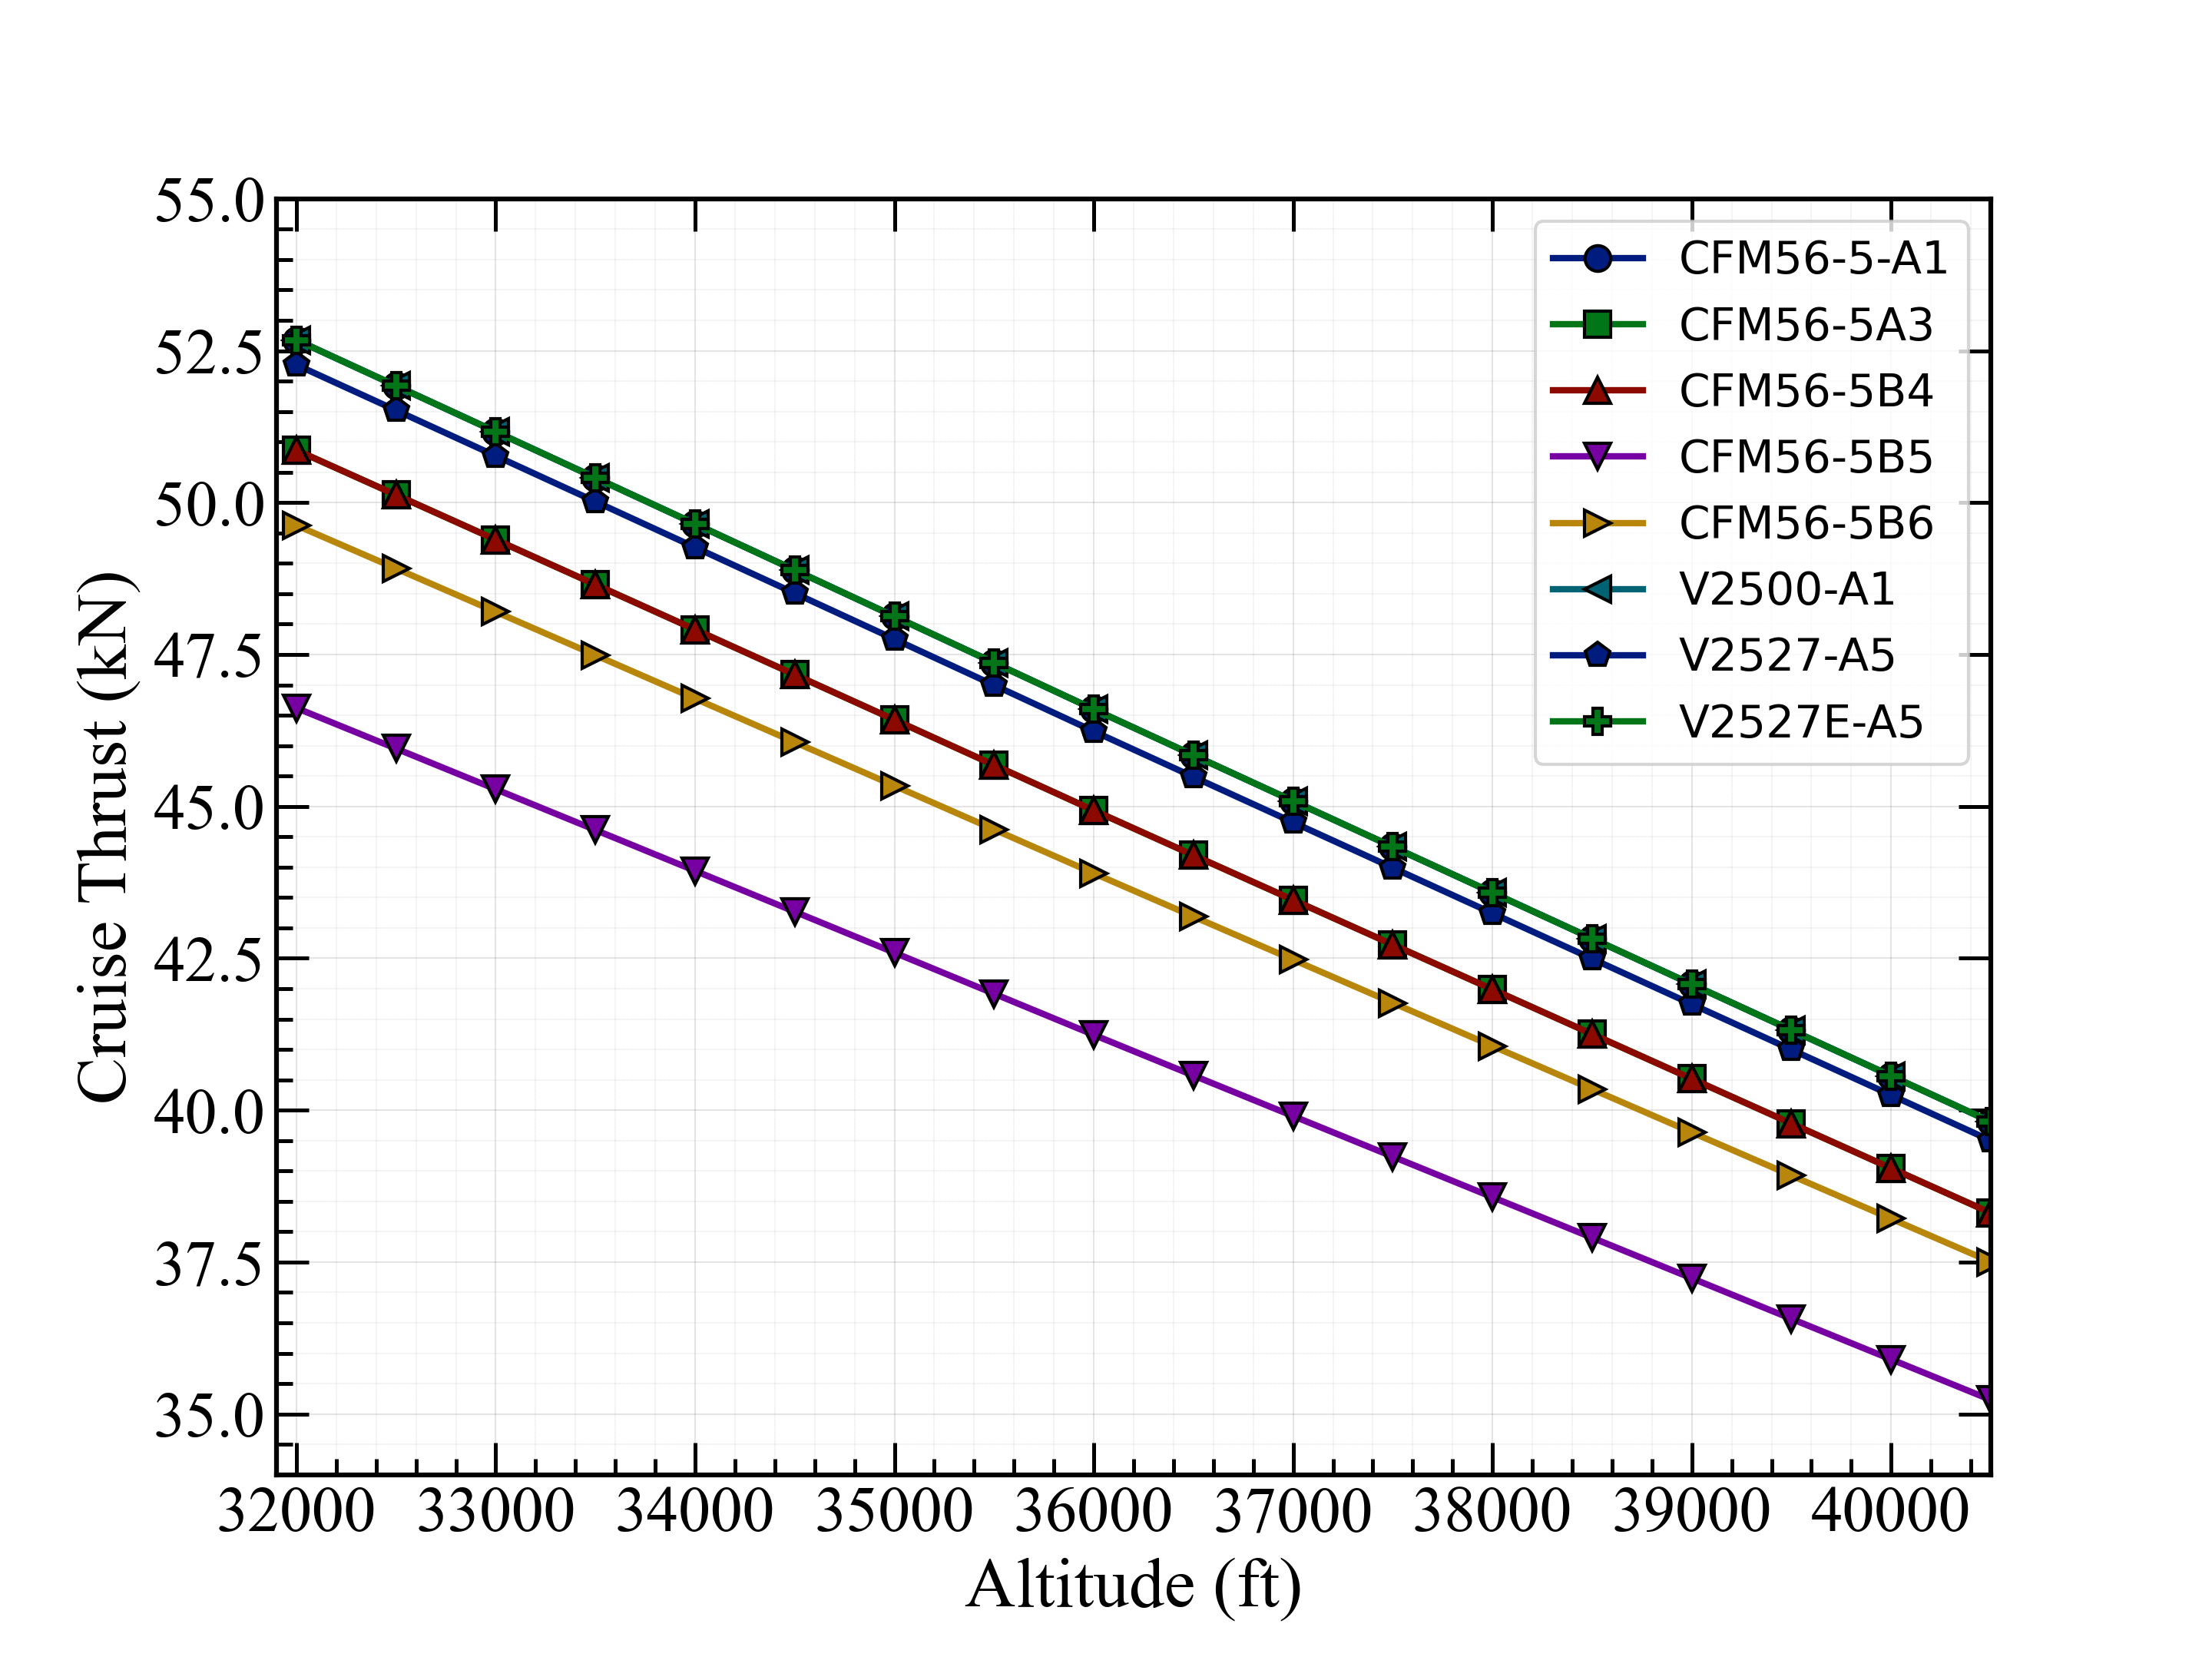 55.0
52.5
50.0
47.5
45.0
42.5
40.0
37.5
35.0
Cruise Thrust (kN)
CFM56-5-A1
CFM56-5A3
CFM56-5B4
CFM56-5B5
CFM56-5B6
V2500-A1
V2527-A5
V2527E-A5
32000 33000 34000 35000 36000 37000 38000 39000 40000
Altitude (ft)